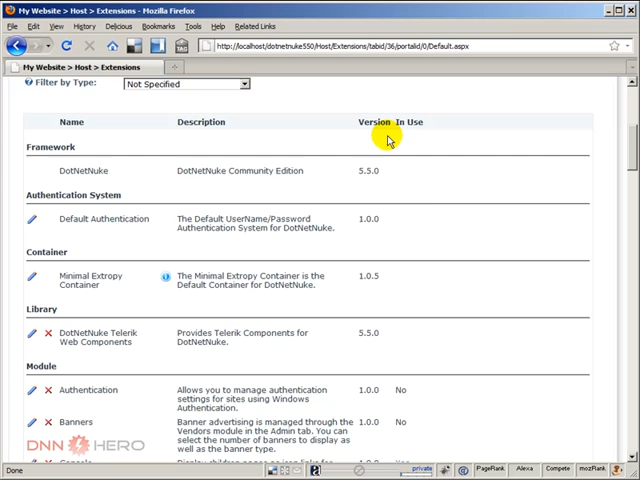 My Website > Host > Extensions - Mozilla Firefox
File Edit View History Delicious Bookmarks Tools Help Related Links
http://localhost/dotnetnuke550/Host/Extensions/tabid/36/portalid/0/Default.aspx
My Website > Host > Extensions
Filter by Type: Not Specified
Name Description Version In Use
Framework
DotNetNuke DotNetNuke Community Edition 5.5.0
Authentication System
Default Authentication The Default UserName/Password 1.0.0
Authentication System for DotNetNuke.
Container
Minimal Extropy The Minimal Extropy Container is the 1.0.5
Container Default Container for DotNetNuke.
Library
DotNetNuke Telerik Provides Telerik Components for 5.5.0
Web Components DotNetNuke.
Module
Authentication Allows you to manage authentication 1.0.0 No
settings for sites using Windows
Authentication.
Banners Banner advertising is managed through the 1.0.0 No
Vendors module in the Admin tab. You can
select the number of banners to display as
well as the banner type.
DNN HERO
Done private PageRank Alexa Compete mozRank